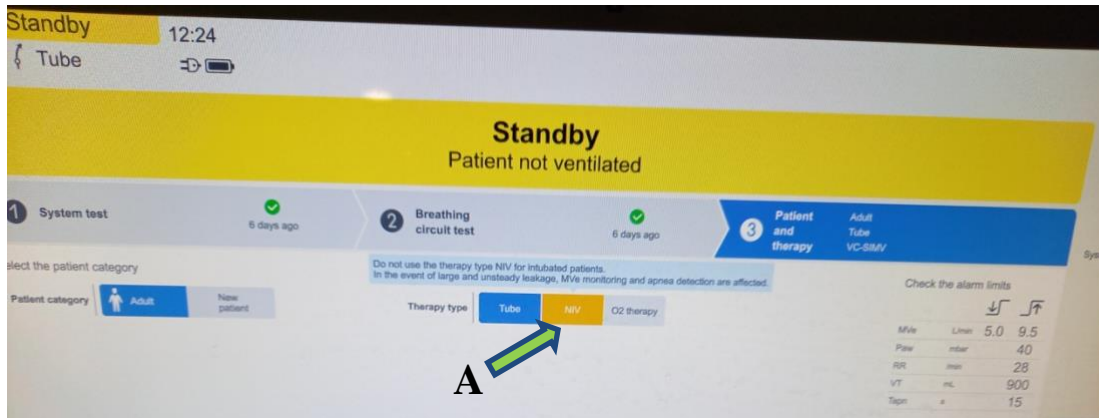 Standby
12:24
Tube
Standby
Patient not ventilated
1 System test
6 days ago
2 Breathing circuit test
6 days ago
3 Patient and therapy
Adult
Tube
VC-SIMV
Sys
elect the patient category
Patient category
Adult
New patient
Do not use the therapy type NIV for intubated patients.
In the event of large and unsteady leakage, MVe monitoring and apnea detection are affected.
Therapy type
Tube
NIV
O2 therapy
A
Check the alarm limits
MVe L/min 5.0 9.5
Paw mbar 40
RR /min 28
VT mL 900
Tapn s 15